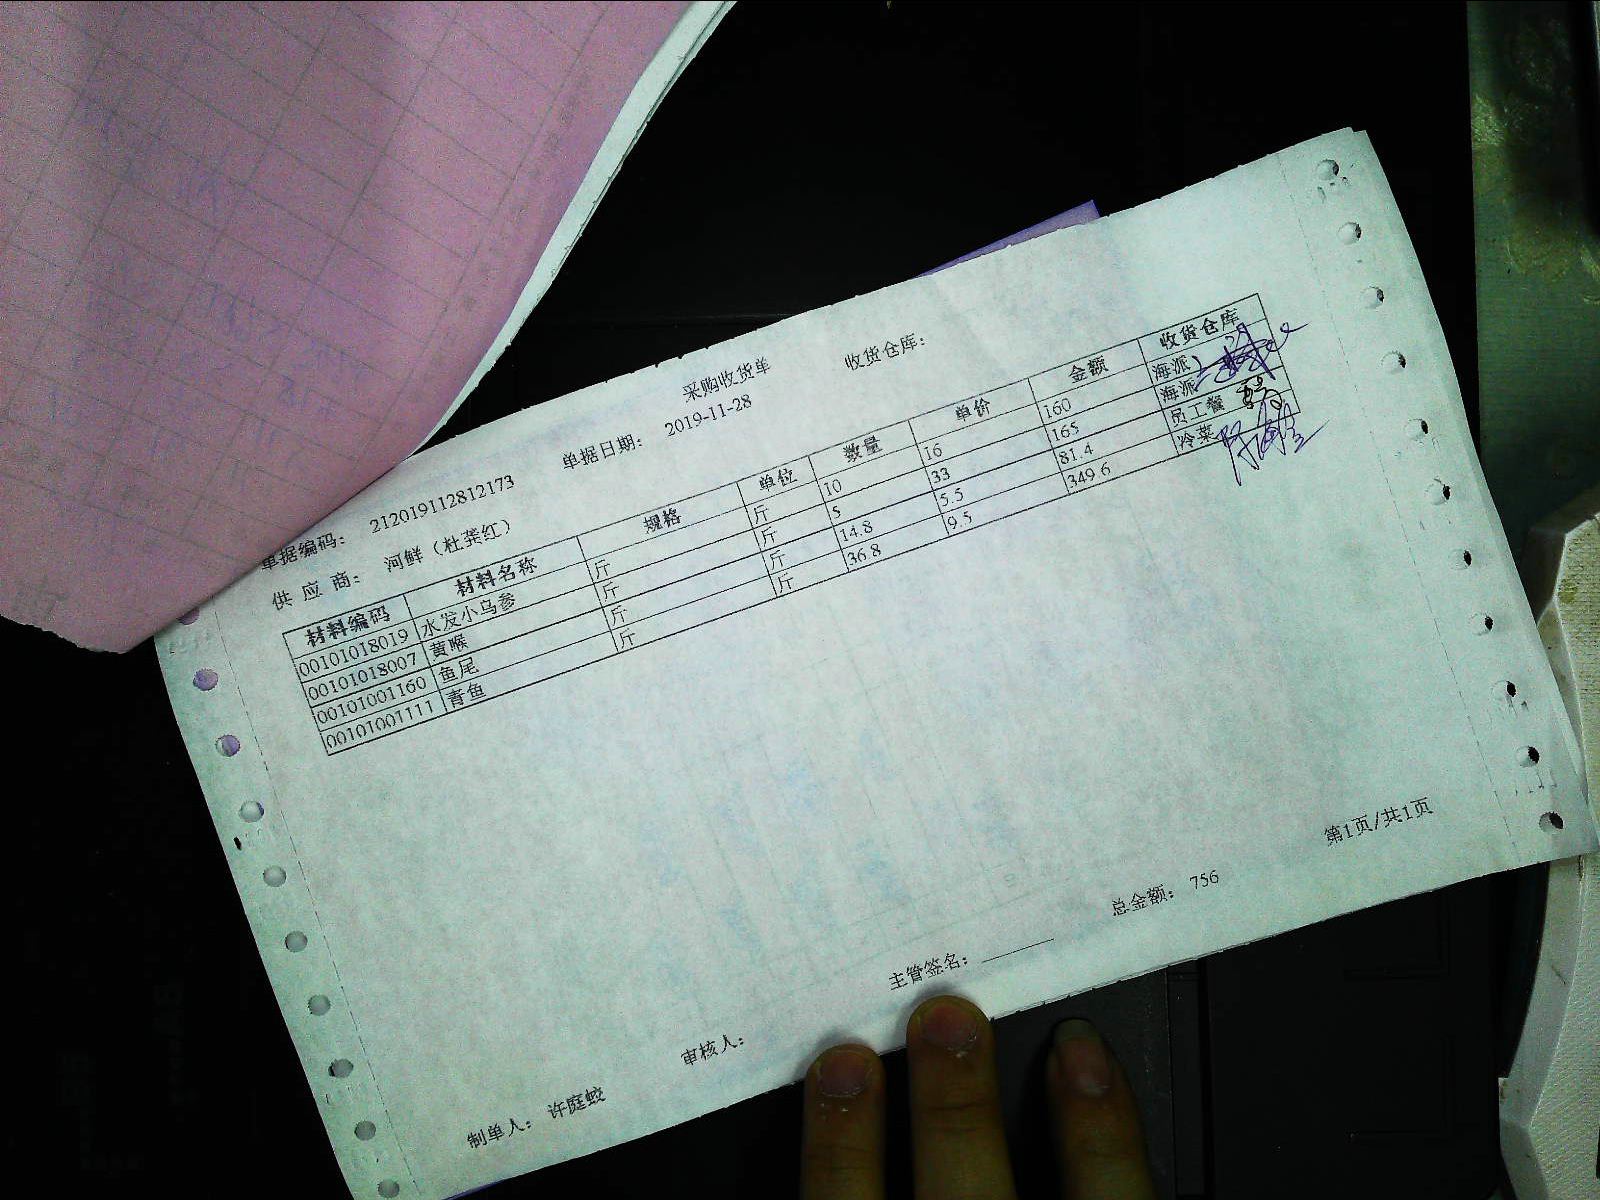 采购收货单 收货仓库：
单据编码： 212019112812173 单据日期： 2019-11-28
供 应 商： 河鲜（杜龚红）
材料编码 材料名称 规格 单位 数量 单价 金额 收货仓库
00101018019 水发小乌参 斤 斤 10 16 160 海派
00101018007 黄喉 斤 斤 5 33 165 海派
00101001160 鱼尾 斤 斤 14.8 5.5 81.4 员工餐
00101001111 青鱼 斤 斤 36.8 9.5 349.6 冷菜
制单人： 许庭蛟 审核人： 主管签名： 总金额： 756 第1页/共1页